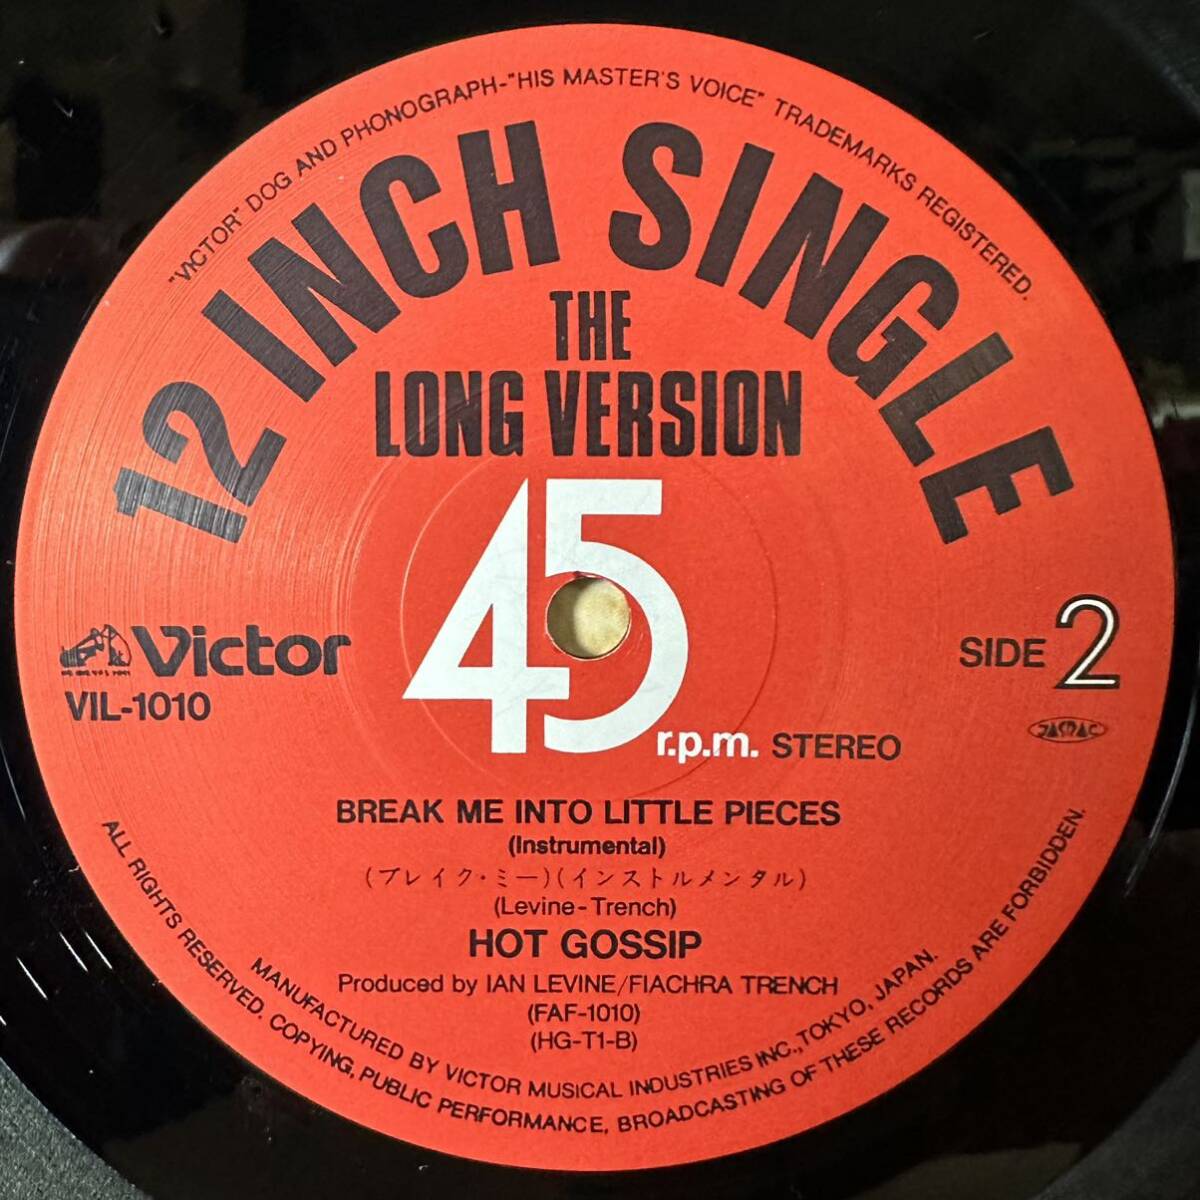 "VICTOR" DOG AND PHONOGRAPH-"HIS MASTER'S VOICE" TRADEMARKS REGISTERED.
12 INCH SINGLE
THE
LONG VERSION
45
r.p.m. STEREO
Victor
VIL-1010
SIDE 2
JASRAC
BREAK ME INTO LITTLE PIECES
(Instrumental)
(ブレイク・ミー)(インストルメンタル)
(Levine-Trench)
HOT GOSSIP
Produced by IAN LEVINE/FIACHRA TRENCH
(FAF-1010)
(HG-T1-B)
MANUFACTURED BY VICTOR MUSICAL INDUSTRIES INC.,TOKYO, JAPAN.
ALL RIGHTS RESERVED. COPYING, PUBLIC PERFORMANCE, BROADCASTING OF THESE RECORDS ARE FORBIDDEN.